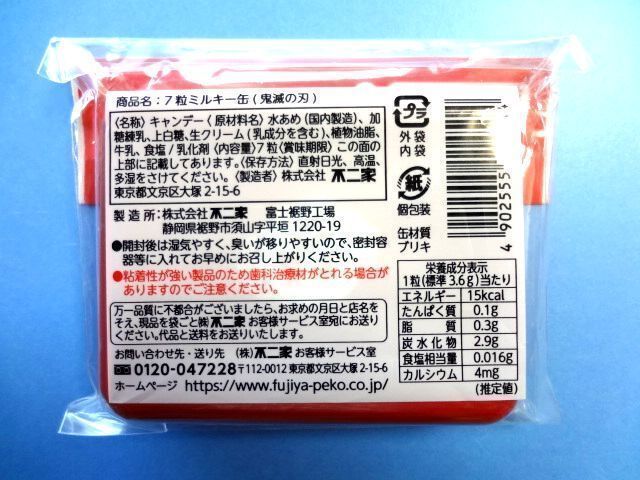 商品名：7粒ミルキー缶(鬼滅の刃)
〈名称〉キャンデー〈原材料名〉水あめ(国内製造)、加
糖練乳、上白糖、生クリーム(乳成分を含む)、植物油脂、
牛乳、食塩/乳化剤〈内容量〉7粒〈賞味期限〉この面の
上部に記載してあります。〈保存方法〉直射日光、高温、
多湿をさけてください。〈製造者〉株式会社 不二家
東京都文京区大塚2-15-6
製造所：株式会社 不二家 富士裾野工場
静岡県裾野市須山字平垣1220-19
●開封後は湿気やすく、臭いが移りやすいので、密封容
器等に入れてお早めにお召し上がりください。
●粘着性が強い製品のため歯科治療材がとれる場合が
ありますのでご注意ください。
万一品質に不都合がございましたら、お求めの月日と店名を
そえ、現品を袋ごと㈱不二家 お客様サービス室宛にお送り
ください。代品と送料をお送りいたします。
お問い合わせ先・送り先 (株)不二家 お客様サービス室
0120-047228 〒112-0012 東京都文京区大塚2-15-6
ホームページ https://www.fujiya-peko.co.jp/
プラ
外袋
内袋
紙
個包装
缶材質
ブリキ
4 902555
栄養成分表示
1粒(標準3.6g)当たり
エネルギー 15kcal
たんぱく質 0.1g
脂質 0.3g
炭水化物 2.9g
食塩相当量 0.016g
カルシウム 4mg
(推定値)